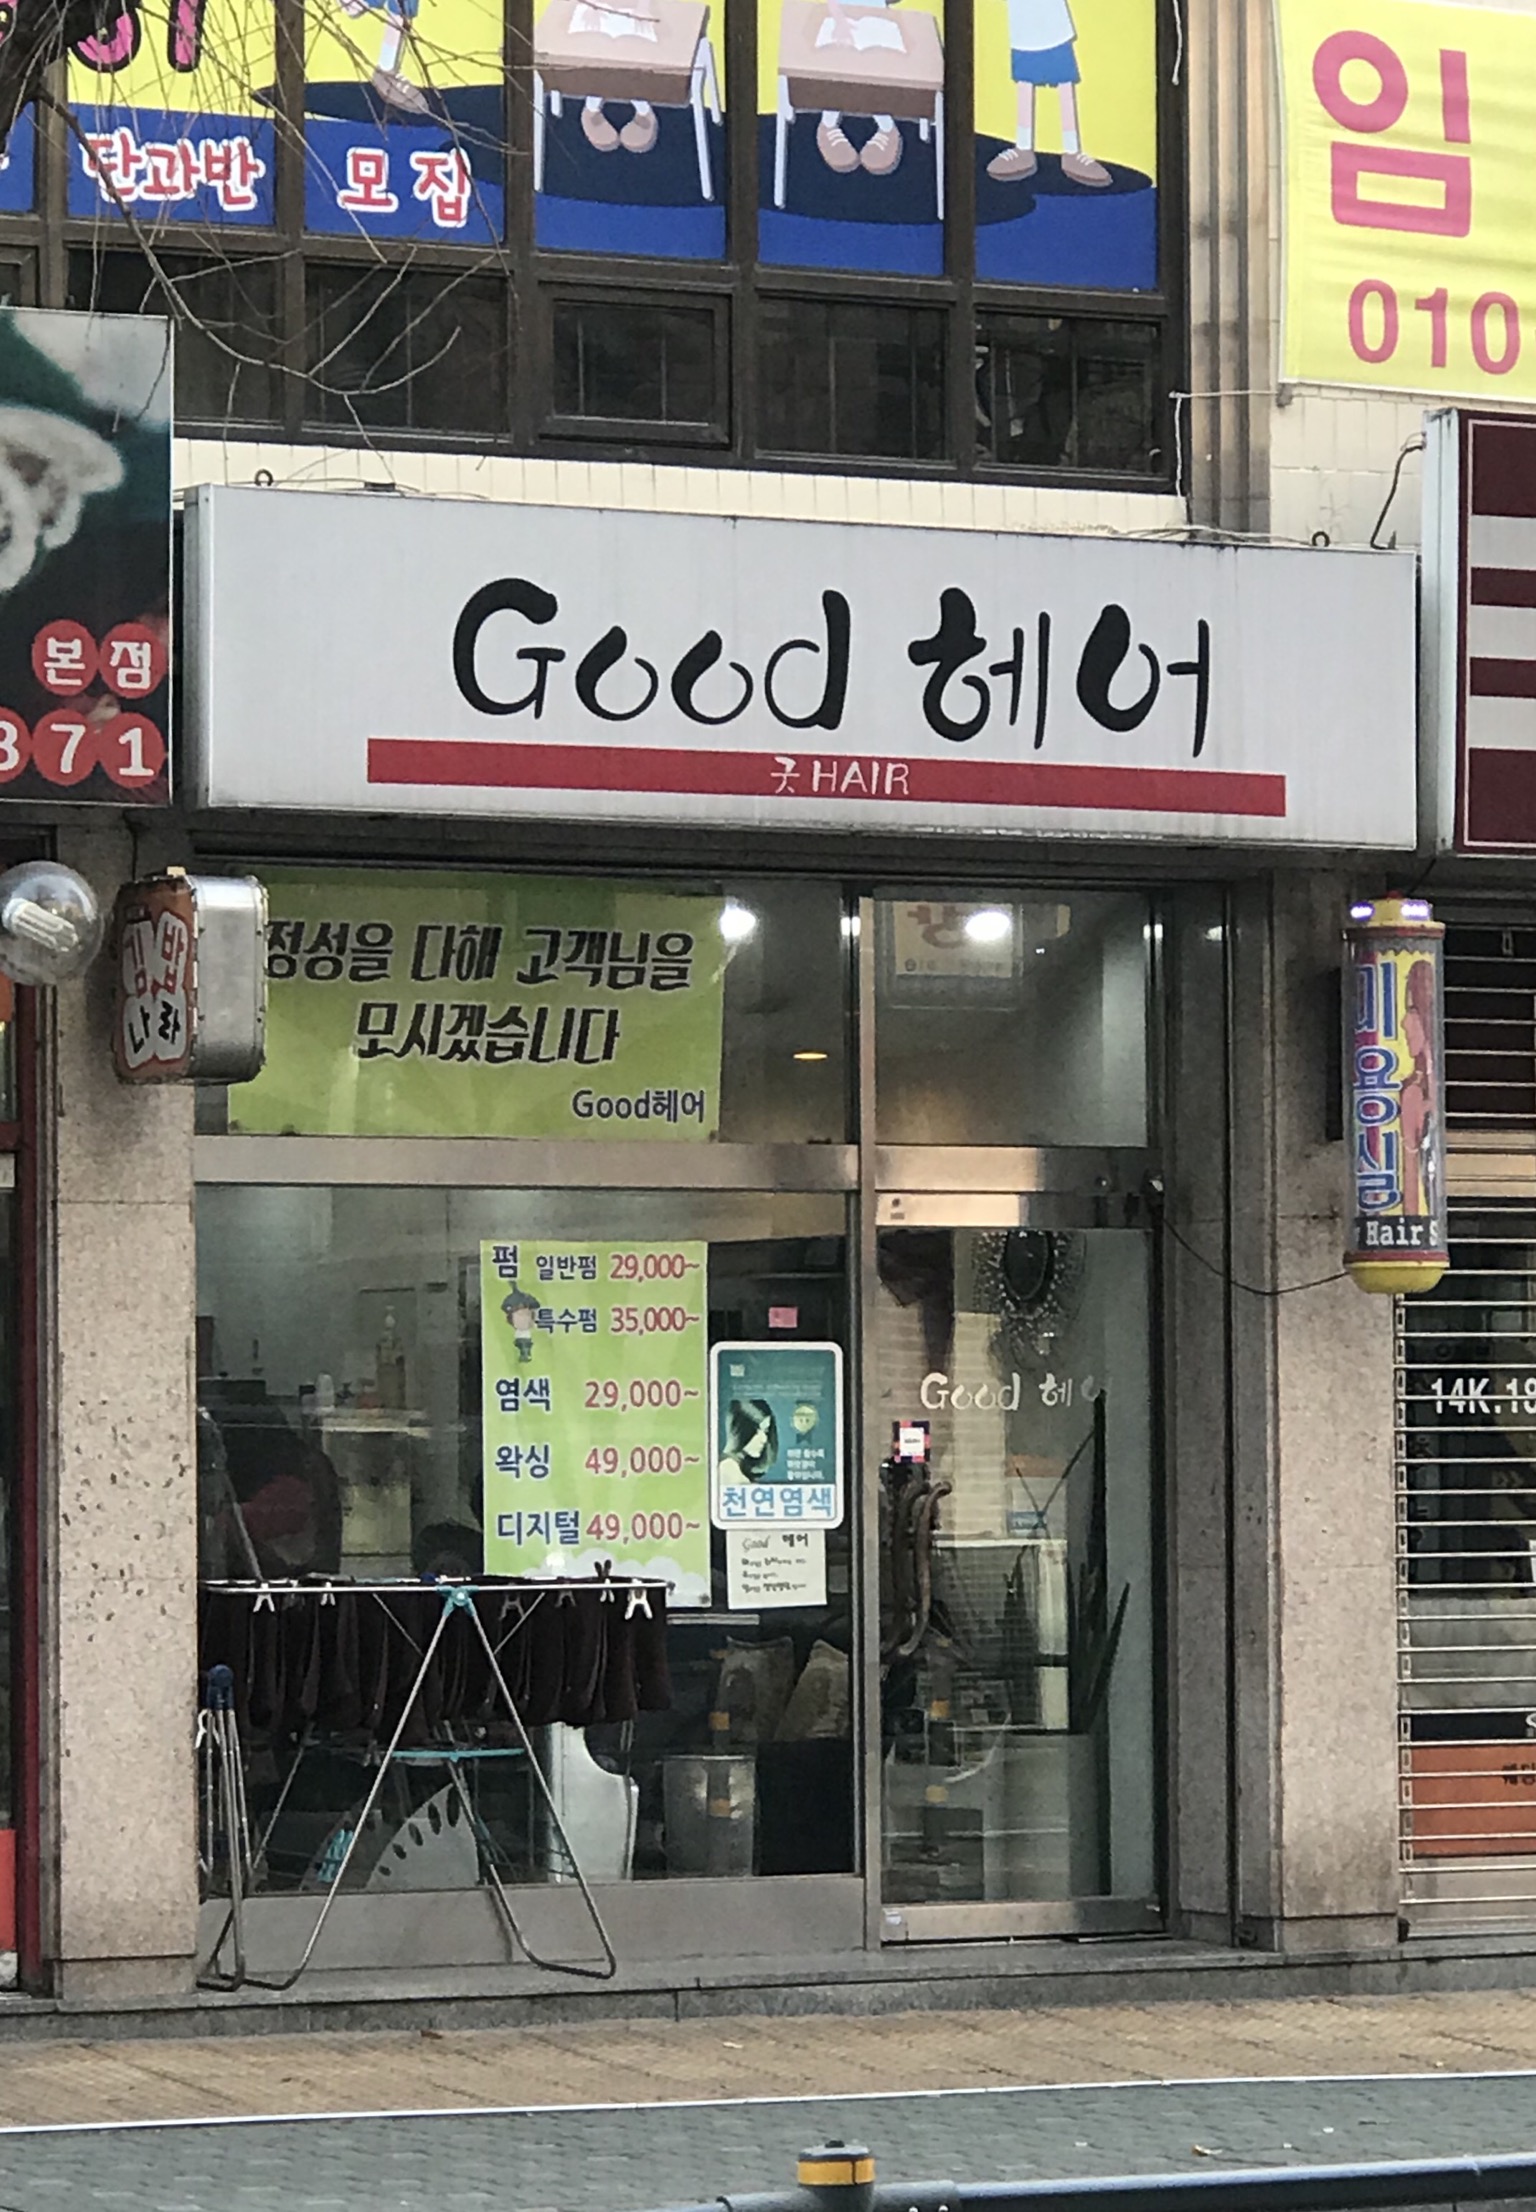 단과반 모집
임
010
본점
371
Good 헤어
굿 HAIR
김밥
나라
정성을 다해 고객님을
모시겠습니다
Good헤어
미용실
Hair
펌 일반펌 29,000~
특수펌 35,000~
염색 29,000~
왁싱 49,000~
디지털 49,000~
천연염색
Good 헤어
Good 헤어
14K.18